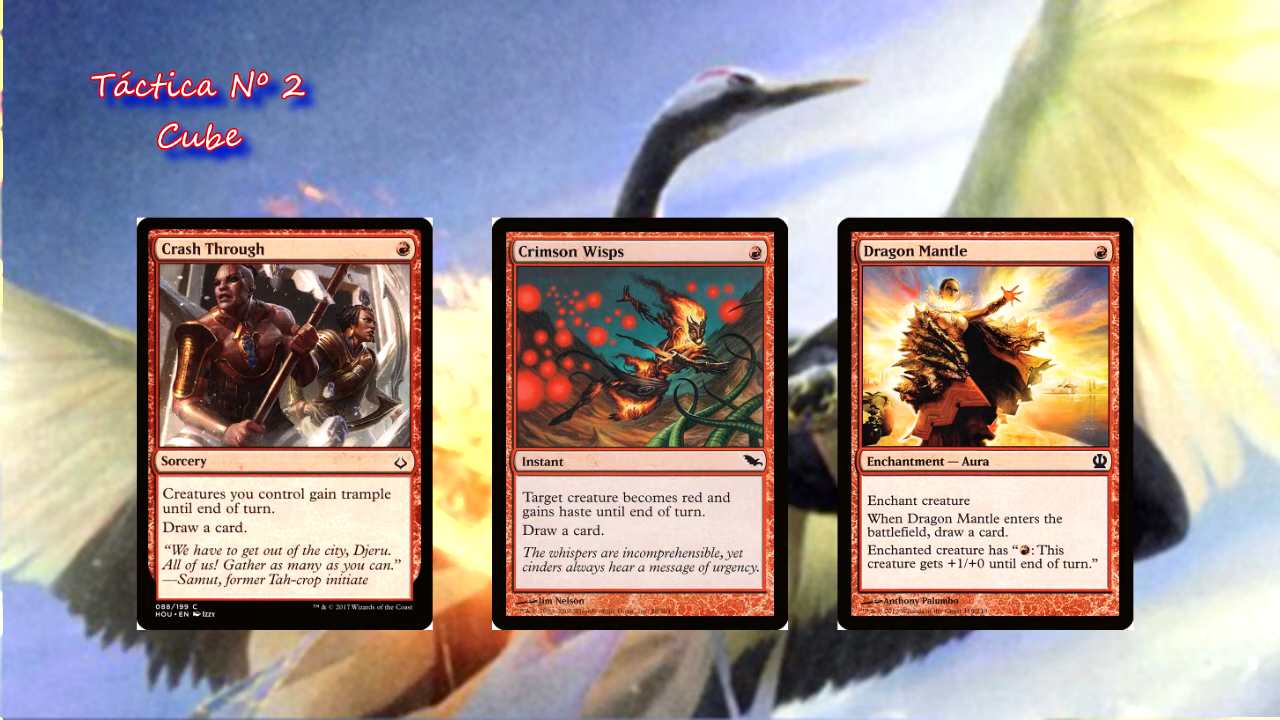 Táctica Nº 2
Cube
Crash Through
Sorcery
Creatures you control gain trample
until end of turn.
Draw a card.
“We have to get out of the city, Djeru.
All of us! Gather as many as you can.”
—Samut, former Tah-crop initiate
088/199 C
HOU • EN Izzy
™ & © 2017 Wizards of the Coast
Crimson Wisps
Instant
Target creature becomes red and
gains haste until end of turn.
Draw a card.
The whispers are incomprehensible, yet
cinders always hear a message of urgency.
Jim Nelson
Dragon Mantle
Enchantment — Aura
Enchant creature
When Dragon Mantle enters the
battlefield, draw a card.
Enchanted creature has “ : This
creature gets +1/+0 until end of turn.”
Anthony Palumbo